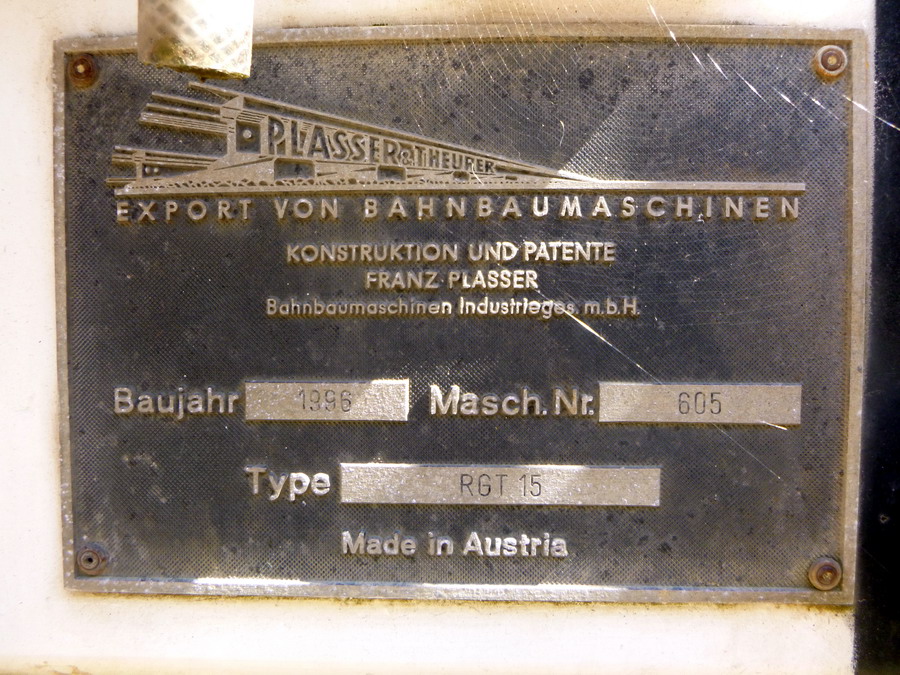 PLASSER & THEURER
EXPORT VON BAHNBAUMASCHINEN
KONSTRUKTION UND PATENTE
FRANZ PLASSER
Bahnbaumaschinen Industrieges. m.b.H.
Baujahr 1996 Masch. Nr. 605
Type RGT 15
Made in Austria